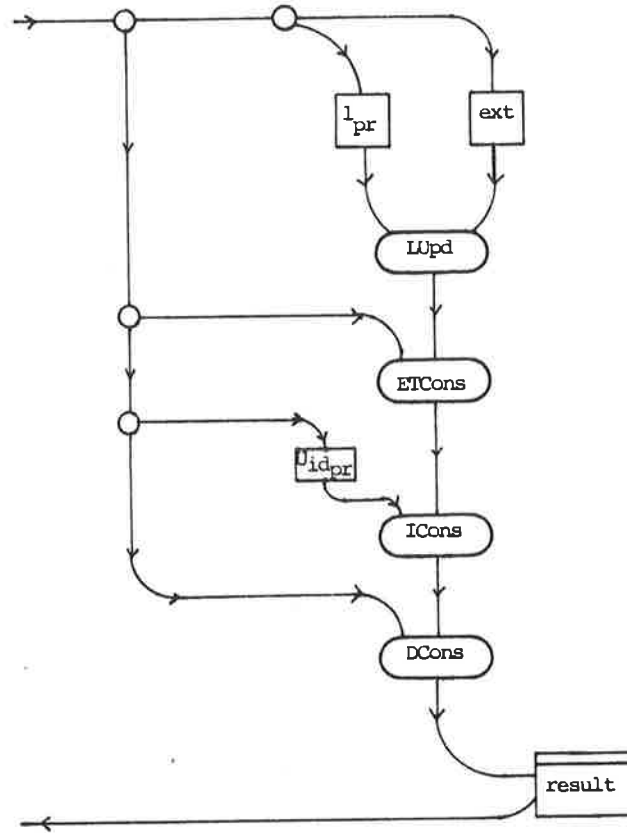 l_pr
ext
LUpd
ETCons
U_id_pr
ICons
DCons
result